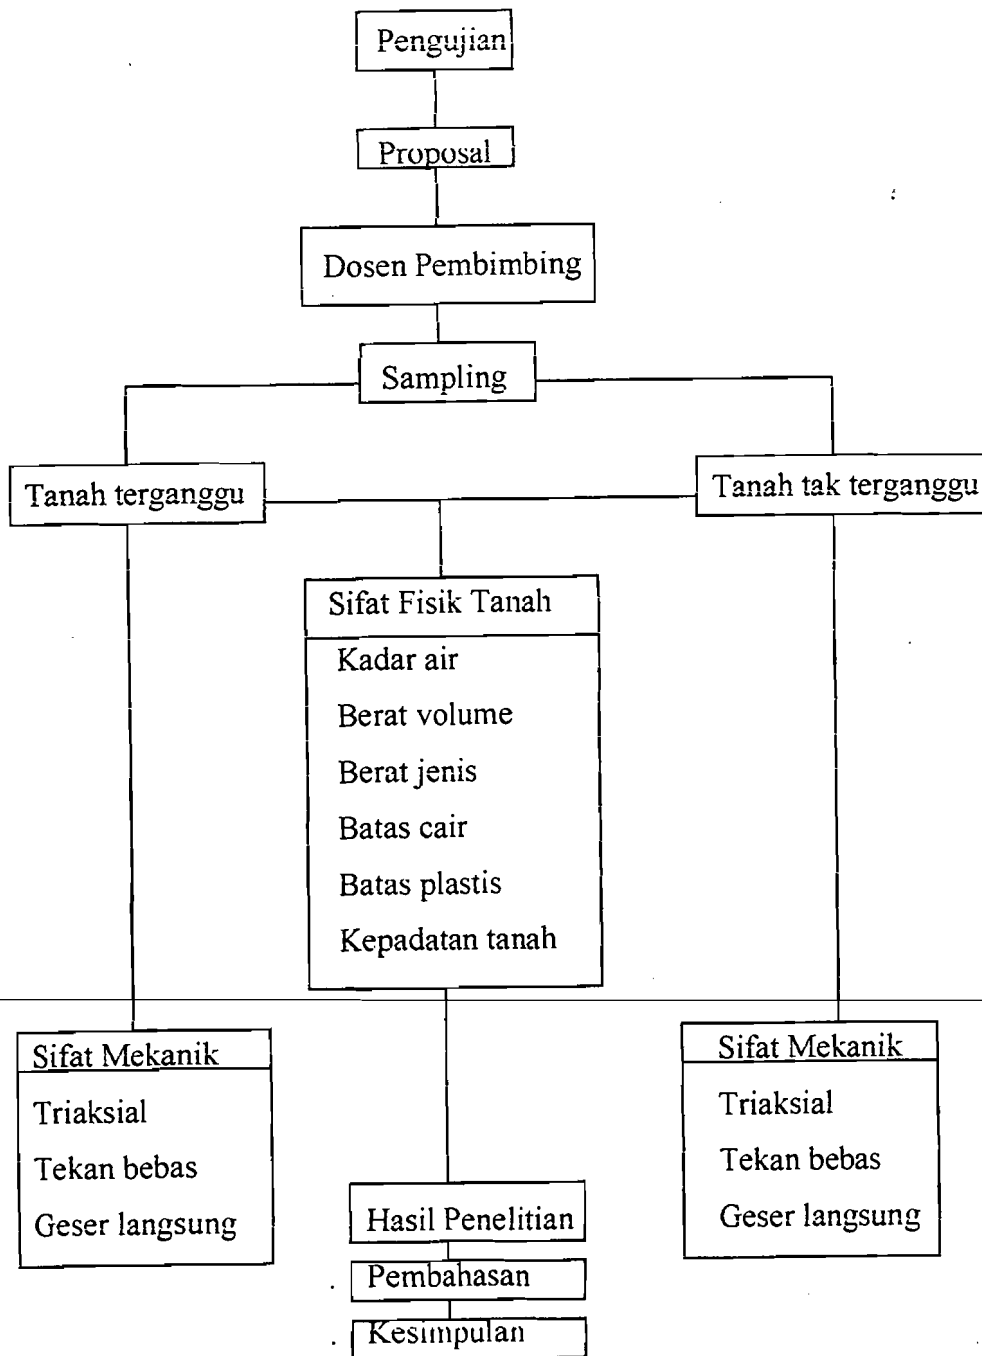 Pengujian
Proposal
Dosen Pembimbing
Sampling
Tanah terganggu
Tanah tak terganggu
Sifat Fisik Tanah
Kadar air
Berat volume
Berat jenis
Batas cair
Batas plastis
Kepadatan tanah
Sifat Mekanik
Triaksial
Tekan bebas
Geser langsung
Sifat Mekanik
Triaksial
Tekan bebas
Geser langsung
Hasil Penelitian
Pembahasan
Kesimpulan